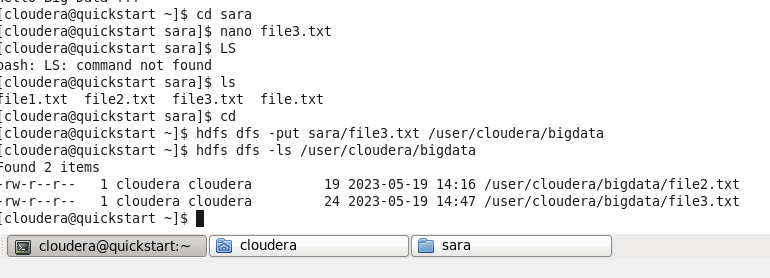 Hello Big Data !!!
[cloudera@quickstart ~]$ cd sara
[cloudera@quickstart sara]$ nano file3.txt
[cloudera@quickstart sara]$ LS
bash: LS: command not found
[cloudera@quickstart sara]$ ls
file1.txt  file2.txt  file3.txt  file.txt
[cloudera@quickstart sara]$ cd
[cloudera@quickstart ~]$ hdfs dfs -put sara/file3.txt /user/cloudera/bigdata
[cloudera@quickstart ~]$ hdfs dfs -ls /user/cloudera/bigdata
Found 2 items
-rw-r--r--   1 cloudera cloudera         19 2023-05-19 14:16 /user/cloudera/bigdata/file2.txt
-rw-r--r--   1 cloudera cloudera         24 2023-05-19 14:47 /user/cloudera/bigdata/file3.txt
[cloudera@quickstart ~]$
cloudera@quickstart:~ cloudera sara